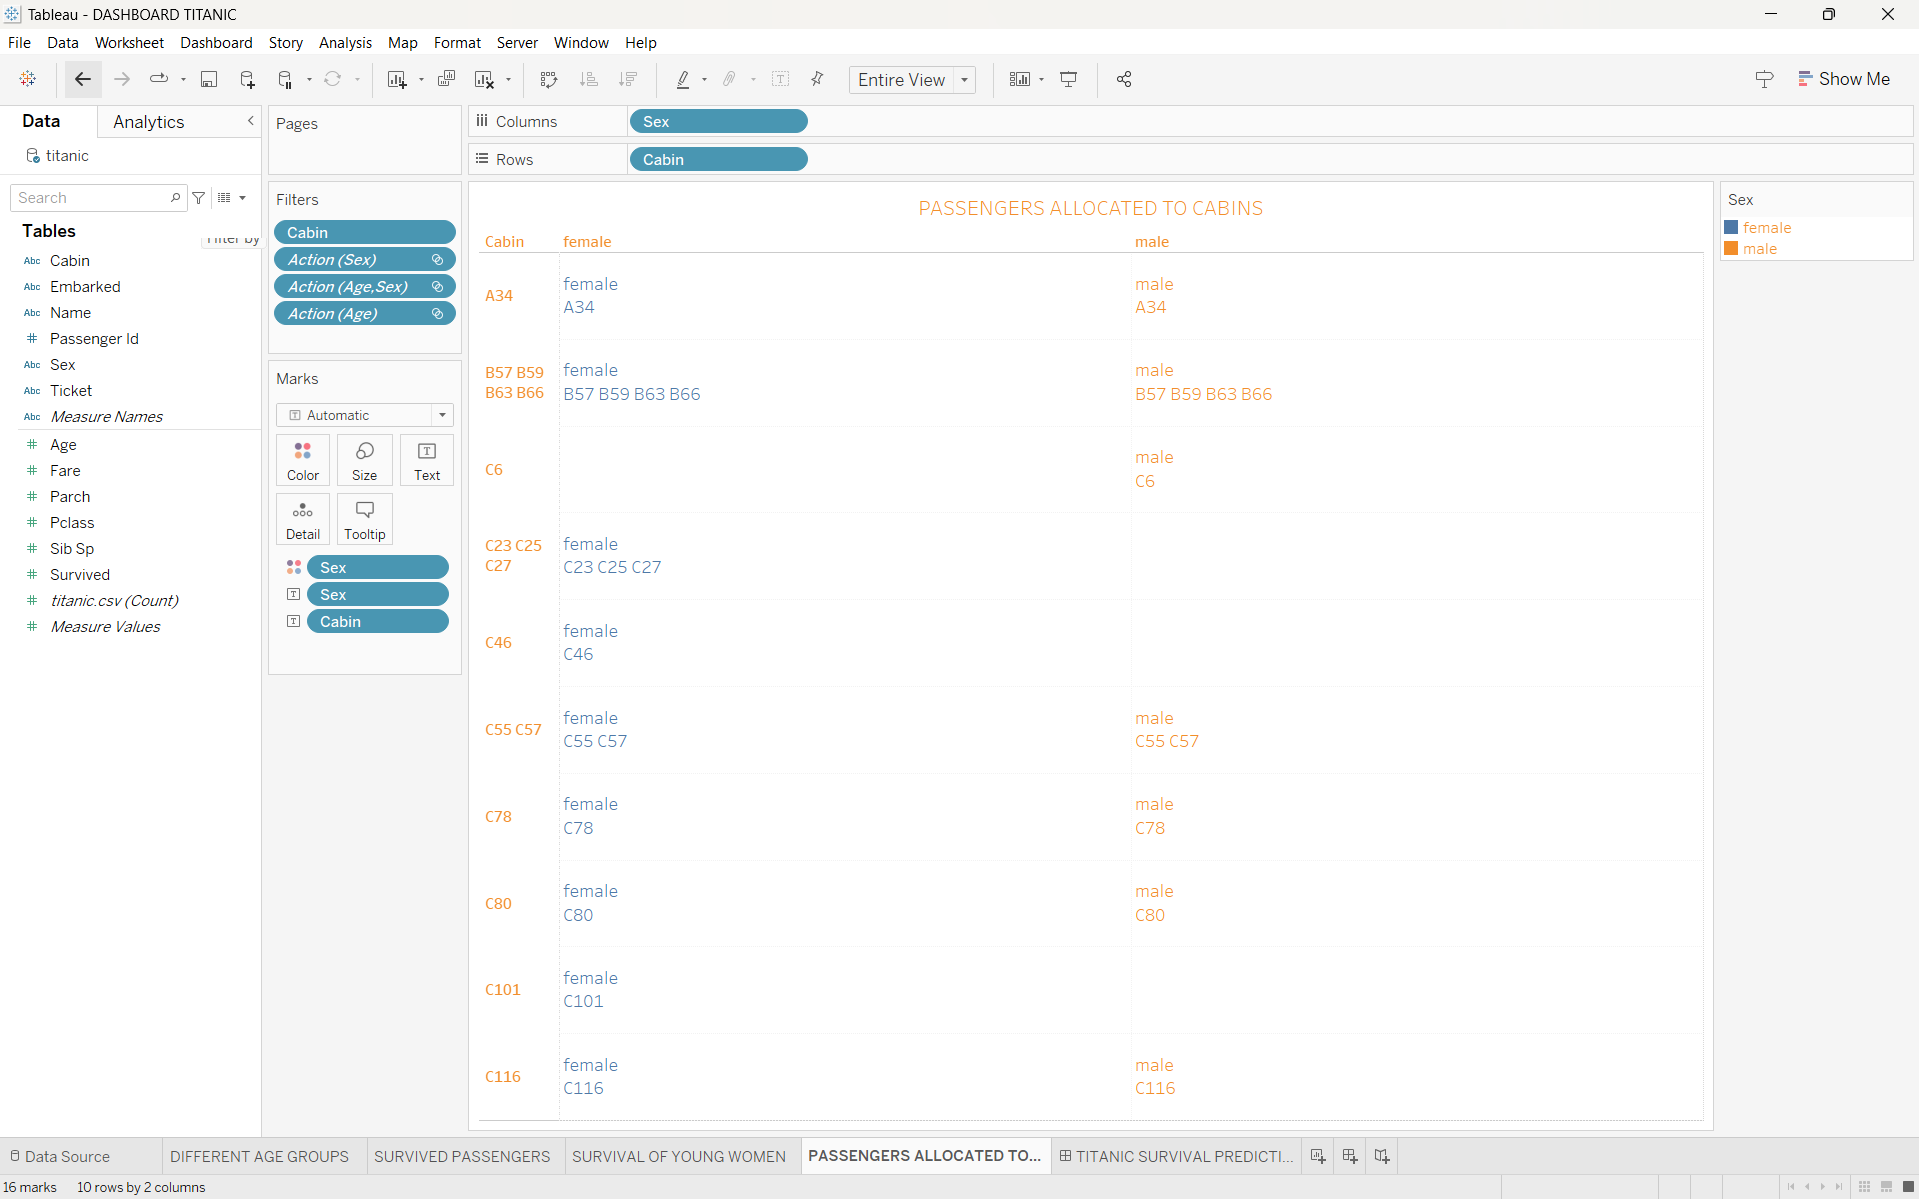 Tableau - DASHBOARD TITANIC
File Data Worksheet Dashboard Story Analysis Map Format Server Window Help
Entire View
Show Me
Data Analytics
titanic
Search
Tables
Filter by
Abc Cabin
Abc Embarked
Abc Name
# Passenger Id
Abc Sex
Abc Ticket
Abc Measure Names
# Age
# Fare
# Parch
# Pclass
# Sib Sp
# Survived
# titanic.csv (Count)
# Measure Values
Pages
Filters
Cabin
Action (Sex)
Action (Age,Sex)
Action (Age)
Marks
T Automatic
Color Size Text
Detail Tooltip
Sex
T Sex
T Cabin
Columns Sex
Rows Cabin
PASSENGERS ALLOCATED TO CABINS
Cabin female male
A34
female
A34
male
A34
B57 B59
B63 B66
female
B57 B59 B63 B66
male
B57 B59 B63 B66
C6
male
C6
C23 C25
C27
female
C23 C25 C27
C46
female
C46
C55 C57
female
C55 C57
male
C55 C57
C78
female
C78
male
C78
C80
female
C80
male
C80
C101
female
C101
C116
female
C116
male
C116
Sex
female
male
Data Source DIFFERENT AGE GROUPS SURVIVED PASSENGERS SURVIVAL OF YOUNG WOMEN PASSENGERS ALLOCATED TO... TITANIC SURVIVAL PREDICTI...
16 marks 10 rows by 2 columns